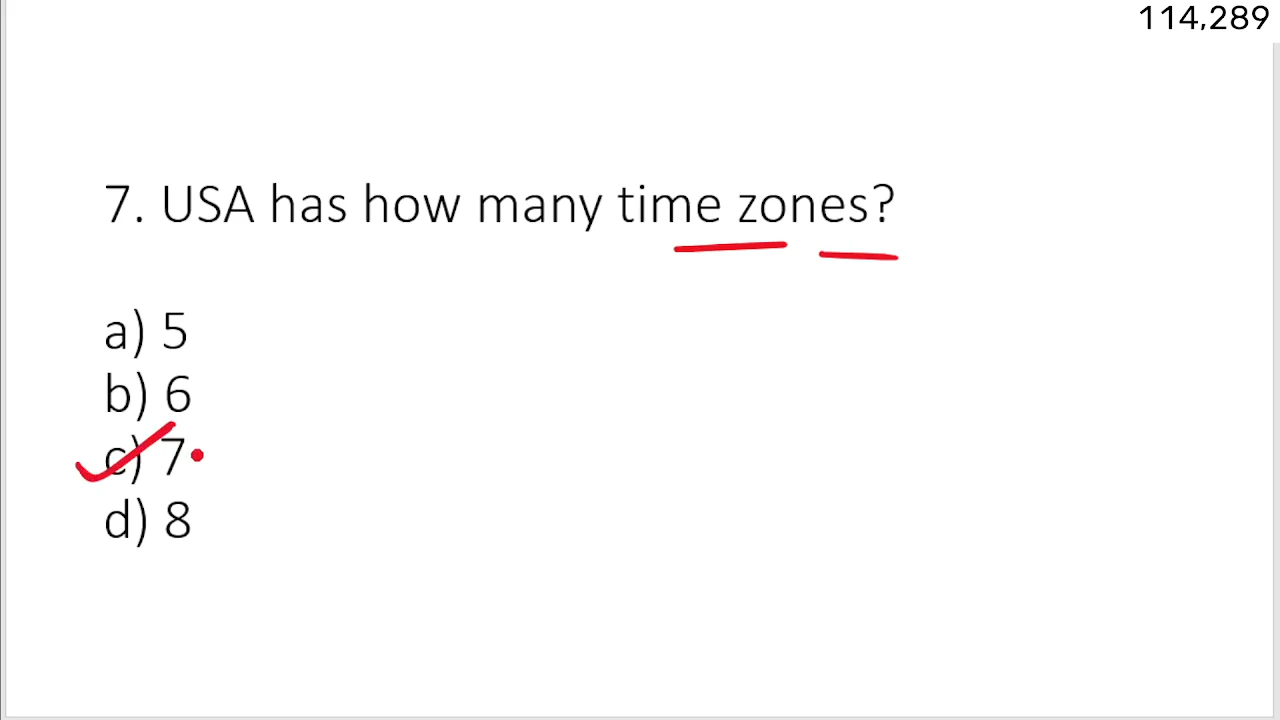 114,289
7. USA has how many time zones?
a) 5
b) 6
c) 7
d) 8